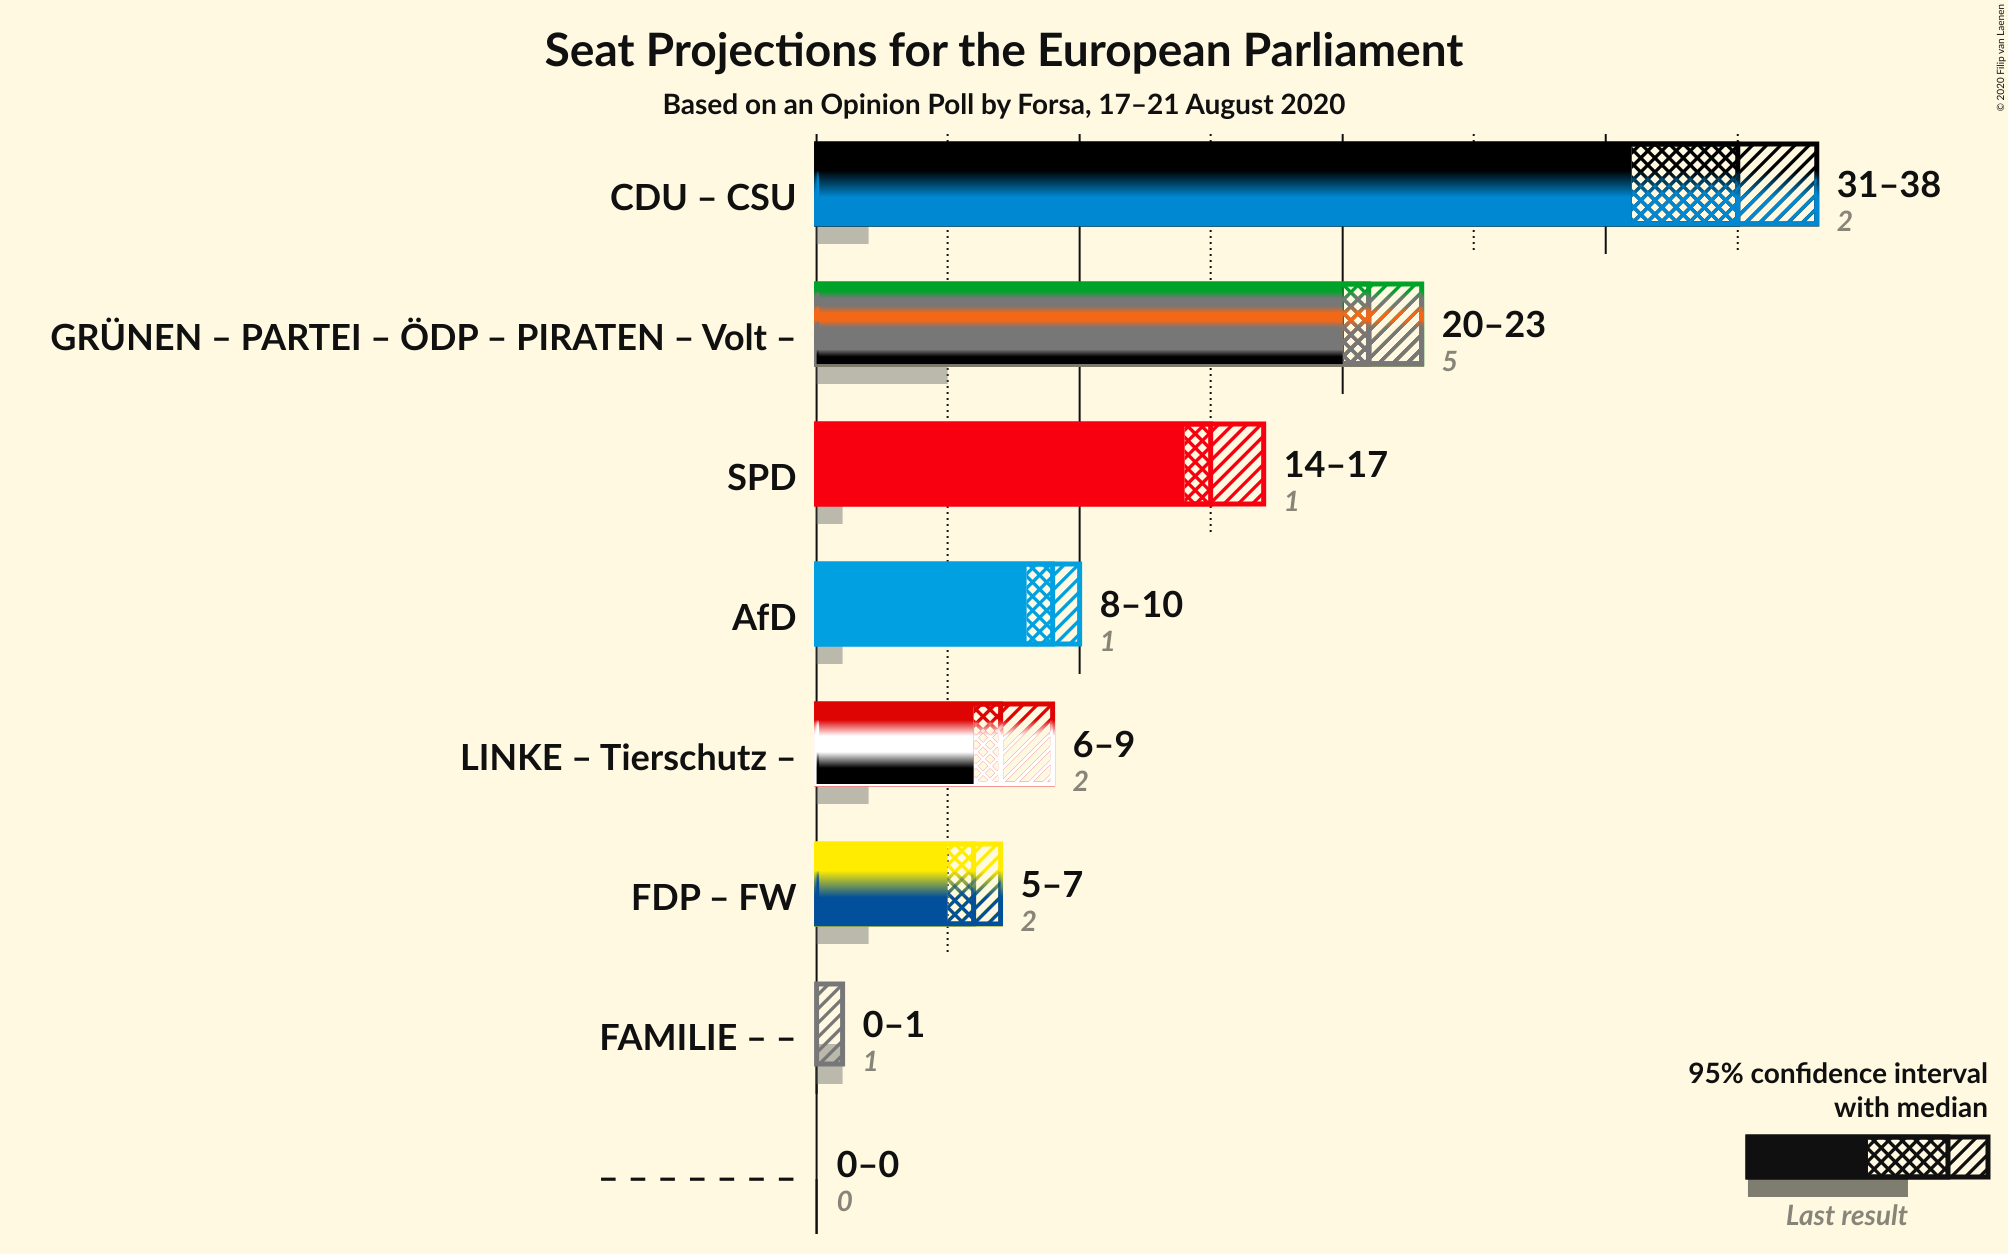 Seat Projections for the European Parliament
Based on an Opinion Poll by Forsa, 17–21 August 2020
© 2020 Filip van Laenen
CDU – CSU
31–38
2
GRÜNEN – PARTEI – ÖDP – PIRATEN – Volt –
20–23
5
SPD
14–17
1
AfD
8–10
1
LINKE – Tierschutz –
6–9
2
FDP – FW
5–7
2
FAMILIE – –
0–1
1
– – – – – – –
0–0
0
95% confidence interval
with median
Last result